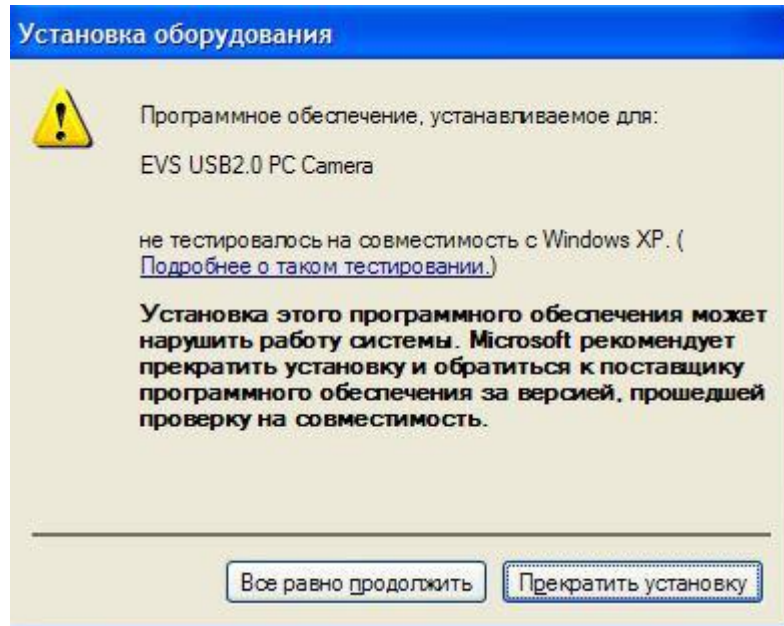 Установка оборудования
Программное обеспечение, устанавливаемое для:
EVS USB2.0 PC Camera
не тестировалось на совместимость с Windows XP. (
Подробнее о таком тестировании.)
Установка этого программного обеспечения может
нарушить работу системы. Microsoft рекомендует
прекратить установку и обратиться к поставщику
программного обеспечения за версией, прошедшей
проверку на совместимость.
Все равно продолжить
Прекратить установку